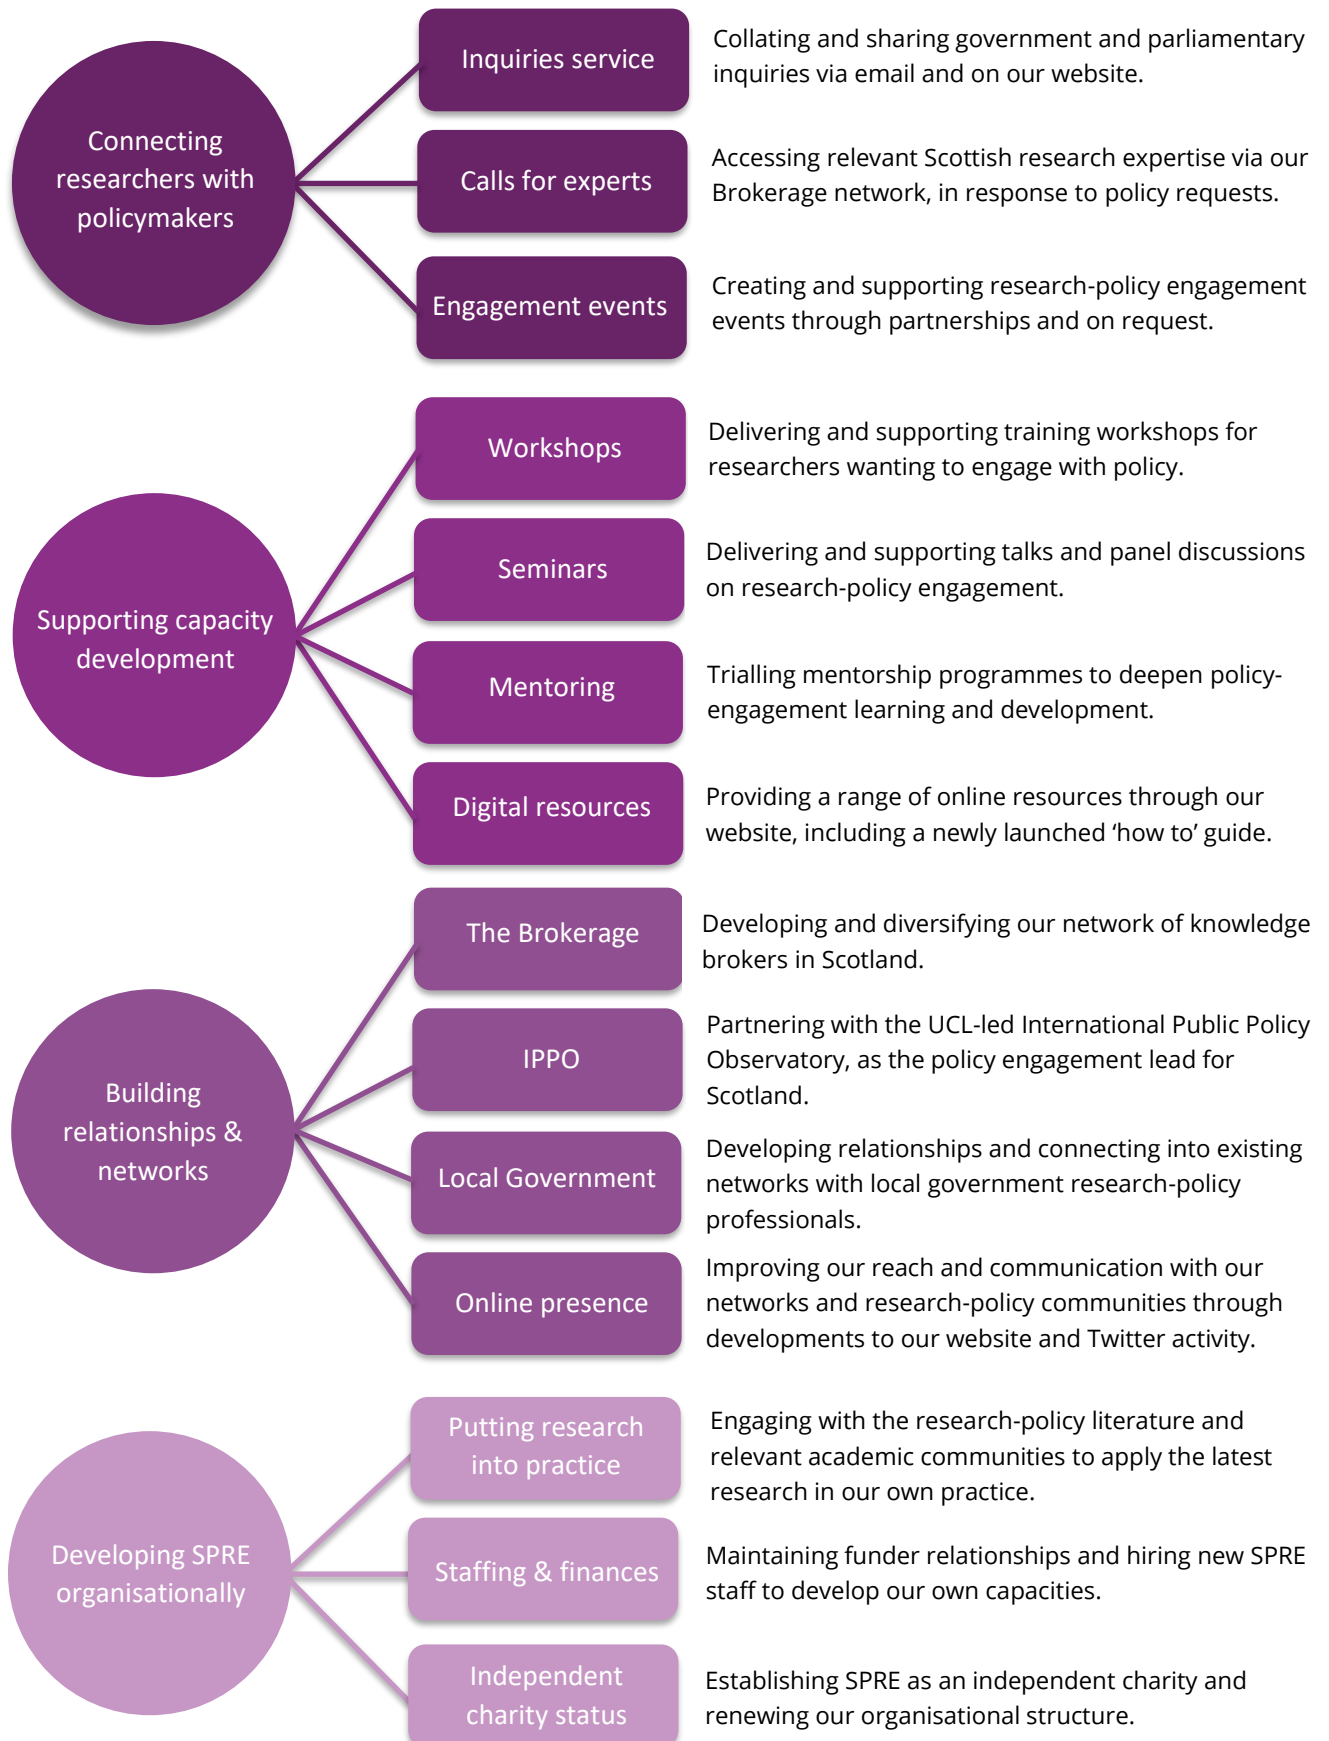 Connecting
researchers with
policymakers
Inquiries service
Collating and sharing government and parliamentary
inquiries via email and on our website.
Calls for experts
Accessing relevant Scottish research expertise via our
Brokerage network, in response to policy requests.
Engagement events
Creating and supporting research-policy engagement
events through partnerships and on request.
Supporting capacity
development
Workshops
Delivering and supporting training workshops for
researchers wanting to engage with policy.
Seminars
Delivering and supporting talks and panel discussions
on research-policy engagement.
Mentoring
Trialling mentorship programmes to deepen policy-
engagement learning and development.
Digital resources
Providing a range of online resources through our
website, including a newly launched ‘how to’ guide.
Building
relationships &
networks
The Brokerage
Developing and diversifying our network of knowledge
brokers in Scotland.
IPPO
Partnering with the UCL-led International Public Policy
Observatory, as the policy engagement lead for
Scotland.
Local Government
Developing relationships and connecting into existing
networks with local government research-policy
professionals.
Online presence
Improving our reach and communication with our
networks and research-policy communities through
developments to our website and Twitter activity.
Developing SPRE
organisationally
Putting research
into practice
Engaging with the research-policy literature and
relevant academic communities to apply the latest
research in our own practice.
Staffing & finances
Maintaining funder relationships and hiring new SPRE
staff to develop our own capacities.
Independent
charity status
Establishing SPRE as an independent charity and
renewing our organisational structure.